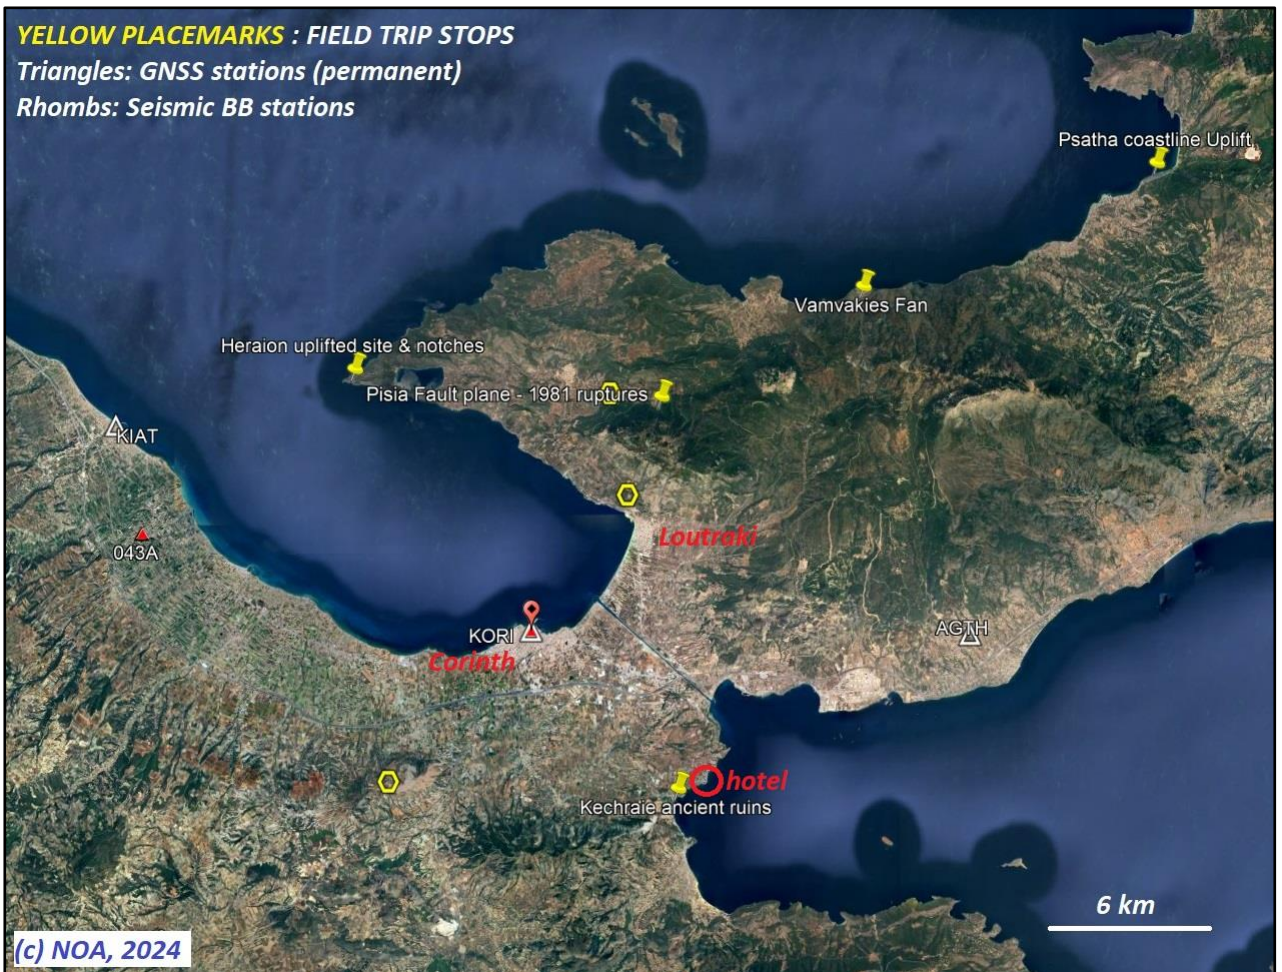 YELLOW PLACEMARKS : FIELD TRIP STOPS
Triangles: GNSS stations (permanent)
Rhombs: Seismic BB stations
Psatha coastline Uplift
Vamvakies Fan
Heraion uplifted site & notches
Pisia Fault plane - 1981 ruptures
KIAT
Loutraki
043A
AGTH
KORI
Corinth
hotel
Kechraie ancient ruins
6 km
(c) NOA, 2024